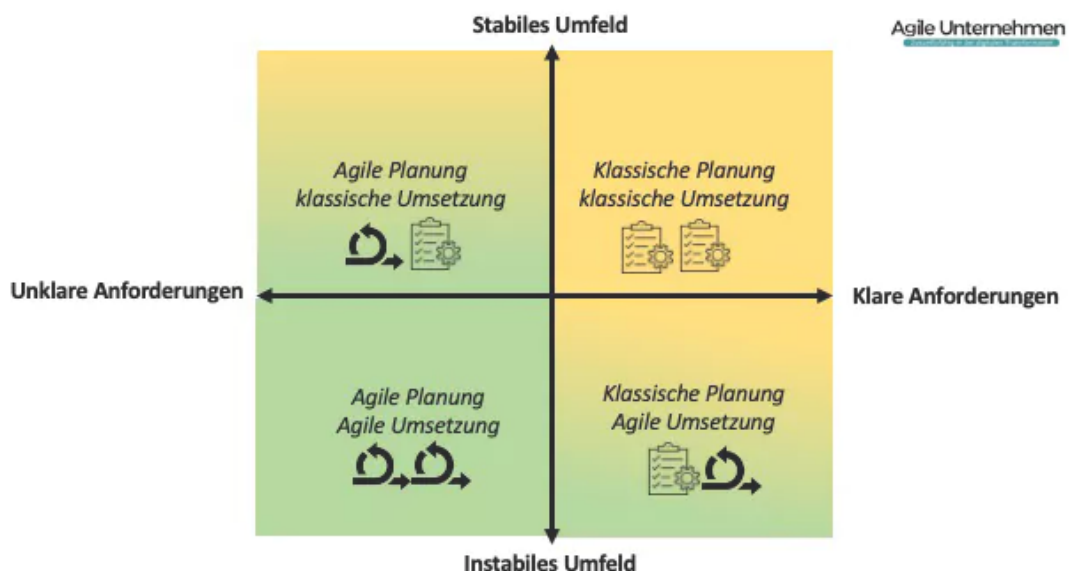 Stabiles Umfeld
Agile Unternehmen
Agile Planung
klassische Umsetzung
Klassische Planung
klassische Umsetzung
Unklare Anforderungen
Klare Anforderungen
Agile Planung
Agile Umsetzung
Klassische Planung
Agile Umsetzung
Instabiles Umfeld